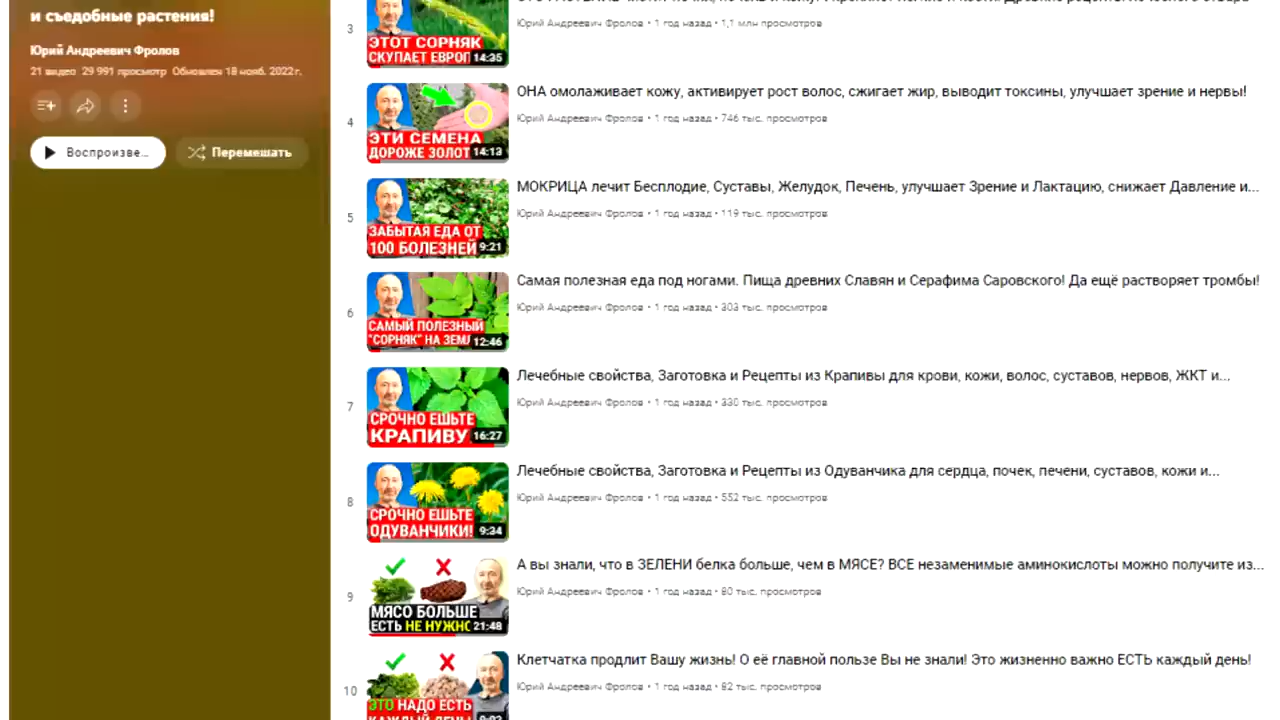 и съедобные растения!
Юрий Андреевич Фролов
21 видео 29 991 просмотр Обновлен 18 нояб. 2022 г.
Воспроизве...
Перемешать
3
ЭТОТ СОРНЯК
СКУПАЕТ ЕВРОП
14:35
Юрий Андреевич Фролов • 1 год назад • 1,1 млн просмотров
4
ЭТИ СЕМЕНА
ДОРОЖЕ ЗОЛОТ
14:13
ОНА омолаживает кожу, активирует рост волос, сжигает жир, выводит токсины, улучшает зрение и нервы!
Юрий Андреевич Фролов • 1 год назад • 746 тыс. просмотров
5
ЗАБЫТАЯ ЕДА ОТ
100 БОЛЕЗНЕЙ
9:21
МОКРИЦА лечит Бесплодие, Суставы, Желудок, Печень, улучшает Зрение и Лактацию, снижает Давление и...
Юрий Андреевич Фролов • 1 год назад • 119 тыс. просмотров
6
САМЫЙ ПОЛЕЗНЫЙ
"СОРНЯК" НА ЗЕМЛ
12:46
Самая полезная еда под ногами. Пища древних Славян и Серафима Саровского! Да ещё растворяет тромбы!
Юрий Андреевич Фролов • 1 год назад • 303 тыс. просмотров
7
СРОЧНО ЕШЬТЕ
КРАПИВУ
16:27
Лечебные свойства, Заготовка и Рецепты из Крапивы для крови, кожи, волос, суставов, нервов, ЖКТ и...
Юрий Андреевич Фролов • 1 год назад • 330 тыс. просмотров
8
СРОЧНО ЕШЬТЕ
ОДУВАНЧИКИ!
9:34
Лечебные свойства, Заготовка и Рецепты из Одуванчика для сердца, почек, печени, суставов, кожи и...
Юрий Андреевич Фролов • 1 год назад • 552 тыс. просмотров
9
МЯСО БОЛЬШЕ
ЕСТЬ НЕ НУЖНО
21:48
А вы знали, что в ЗЕЛЕНИ белка больше, чем в МЯСЕ? ВСЕ незаменимые аминокислоты можно получите из...
Юрий Андреевич Фролов • 1 год назад • 80 тыс. просмотров
10
ЭТО НАДО ЕСТЬ
КАЖДЫЙ ДЕНЬ
Клетчатка продлит Вашу жизнь! О её главной пользе Вы не знали! Это жизненно важно ЕСТЬ каждый день!
Юрий Андреевич Фролов • 1 год назад • 82 тыс. просмотров